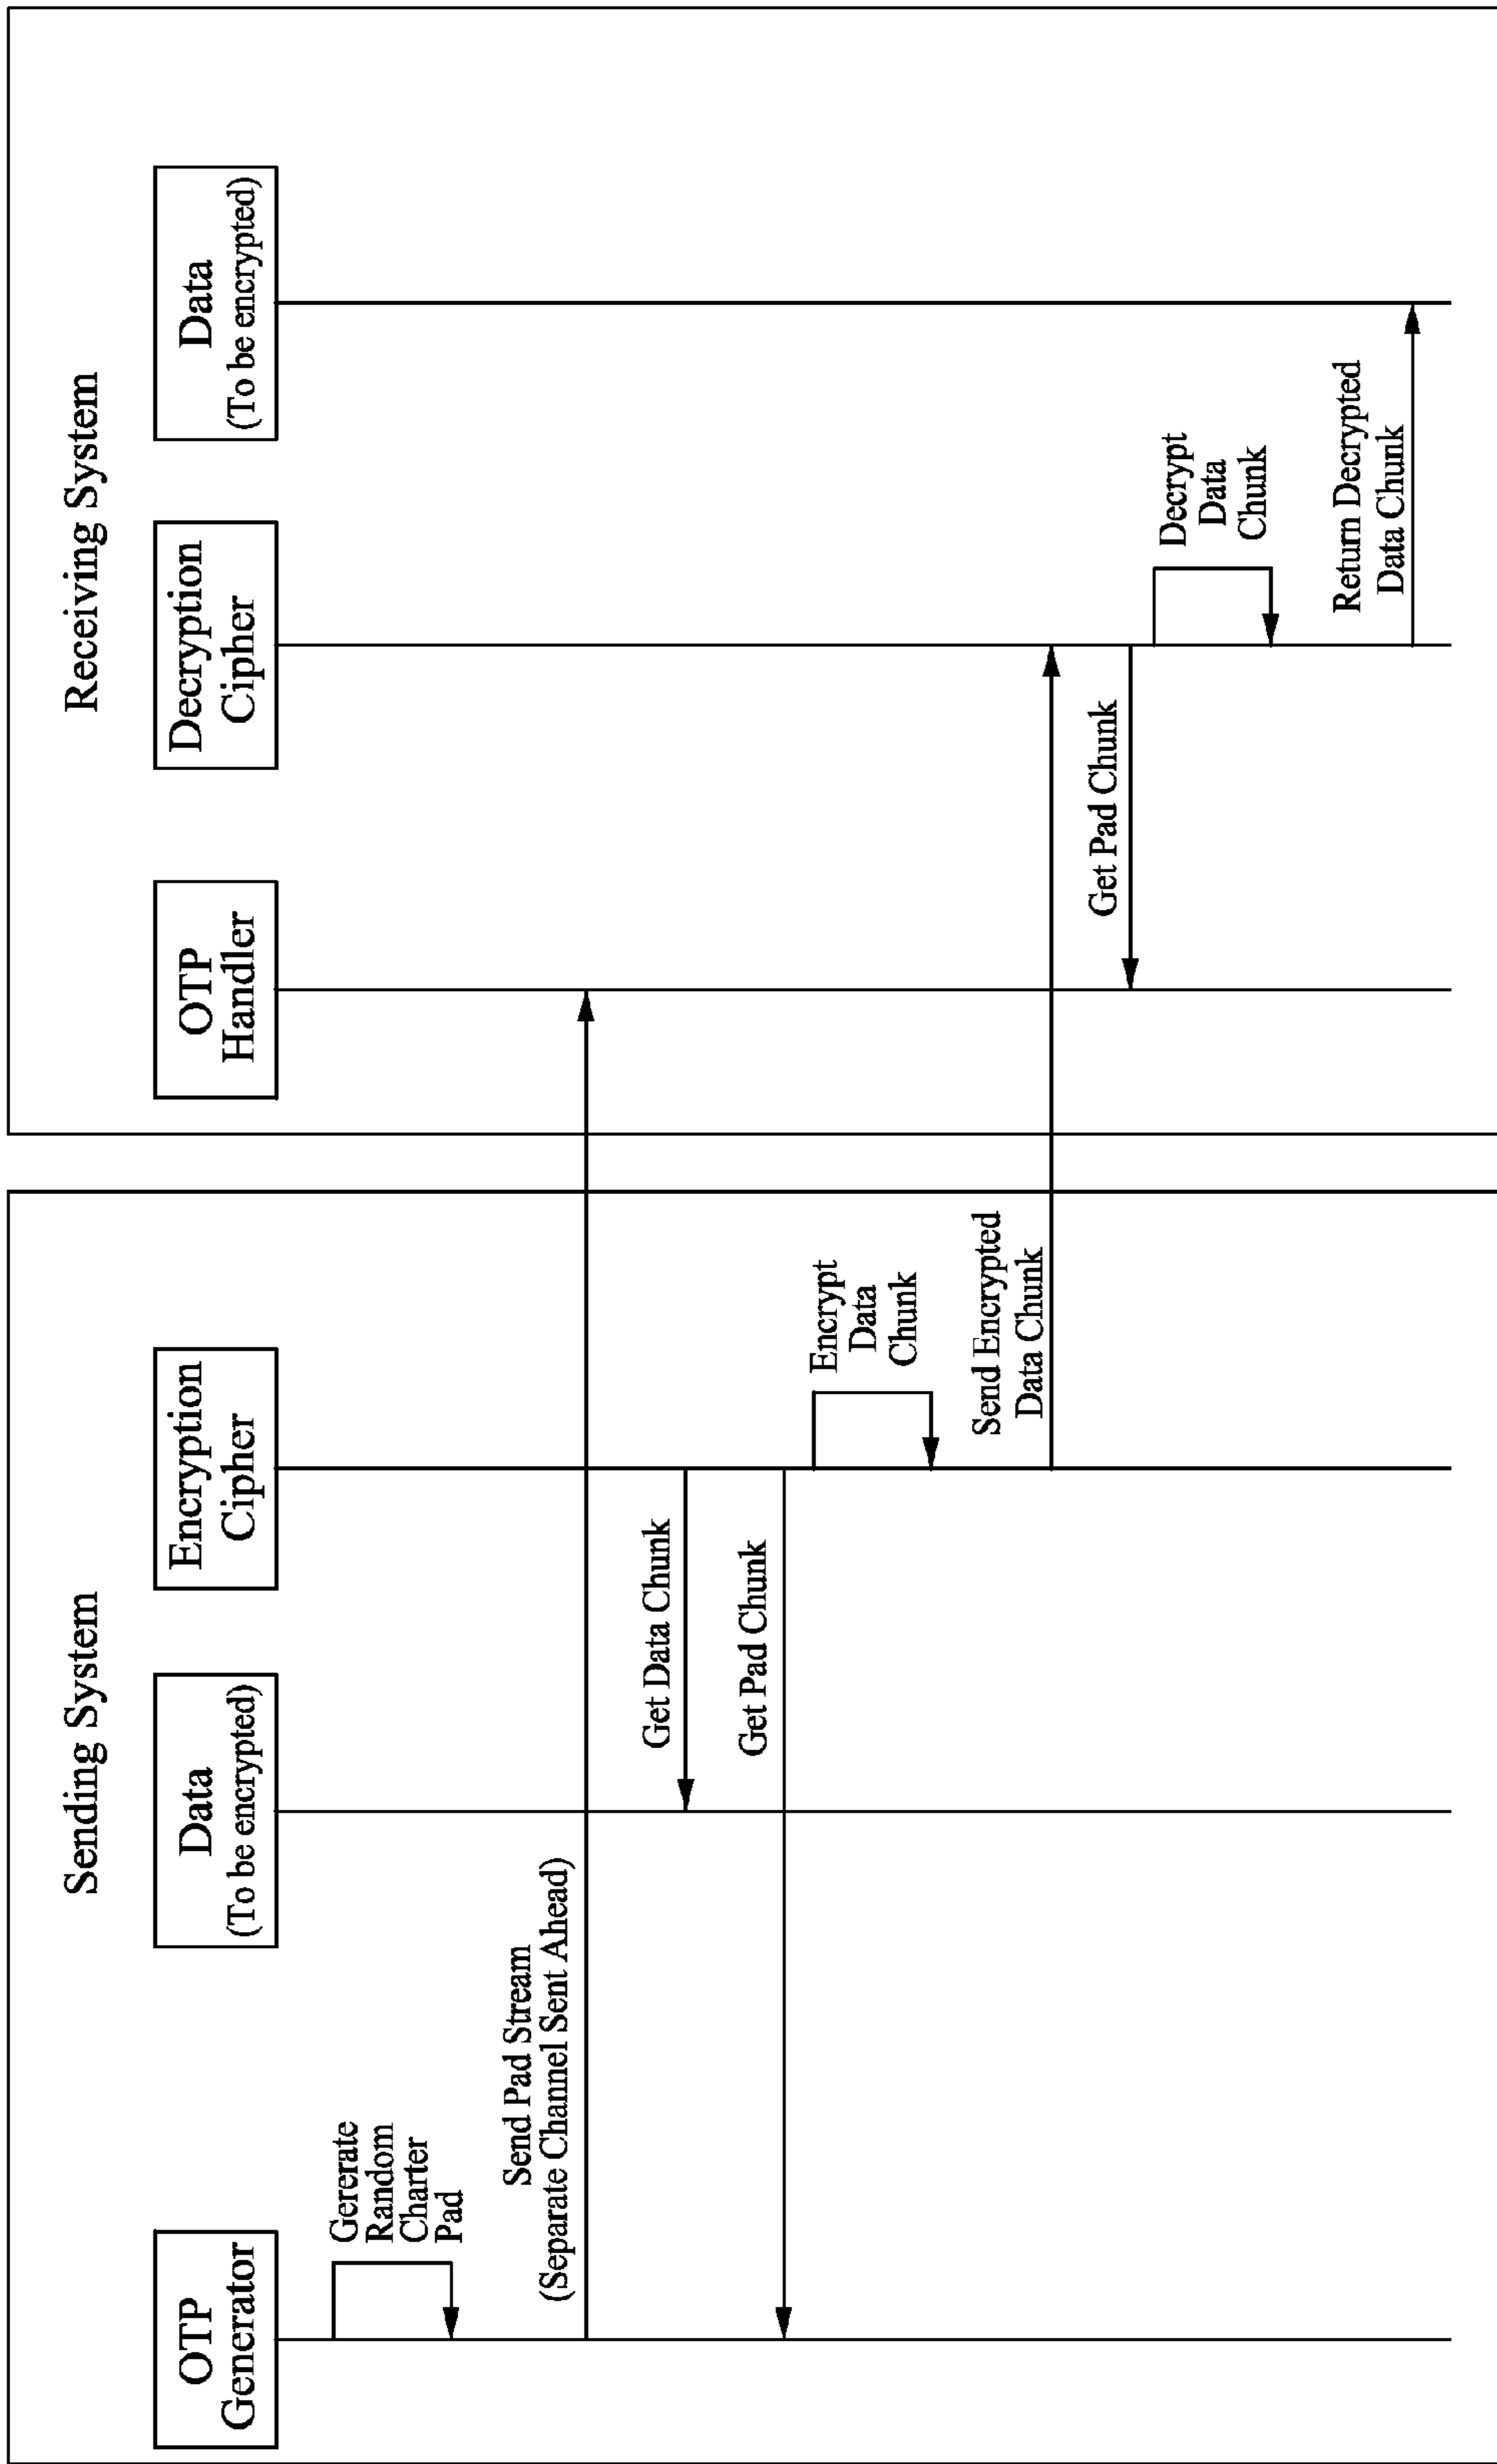 Sending System
Receiving System
OTP
Generator
Data
(To be encrypted)
Encryption
Cipher
OTP
Handler
Decryption
Cipher
Data
(To be encrypted)
Gererate
Random
Charter
Pad
Send Pad Stream
(Separate Channel Sent Ahead)
Get Data Chunk
Get Pad Chunk
Encrypt
Data
Chunk
Send Encrypted
Data Chunk
Get Pad Chunk
Decrypt
Data
Chunk
Return Decrypted
Data Chunk